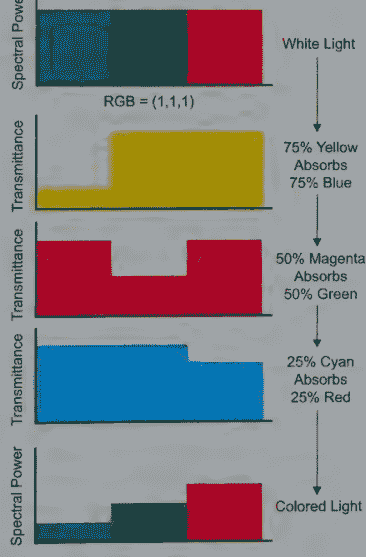 Spectral Power
White Light
RGB = (1,1,1)
Transmittance
75% Yellow
Absorbs
75% Blue
Transmittance
50% Magenta
Absorbs
50% Green
Transmittance
25% Cyan
Absorbs
25% Red
Spectral Power
Colored Light